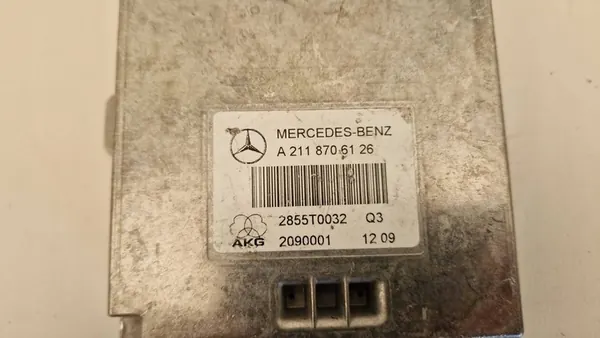 MERCEDES-BENZ
A 211 870 61 26
2855T0032 Q3
AKG 2090001 12 09